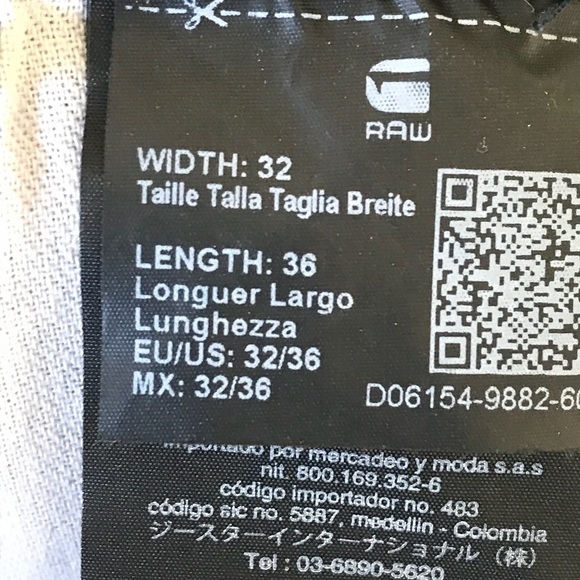 RAW
WIDTH: 32
Taille Talla Taglia Breite
LENGTH: 36
Longuer Largo
Lunghezza
EU/US: 32/36
MX: 32/36
D06154-9882-60
importado por mercadeo y moda s.a.s
nit. 800.169.352-6
código importador no. 483
código sic no. 5887, medellin - Colombia
ジースターインターナショナル（株）
Tel : 03-6890-5620